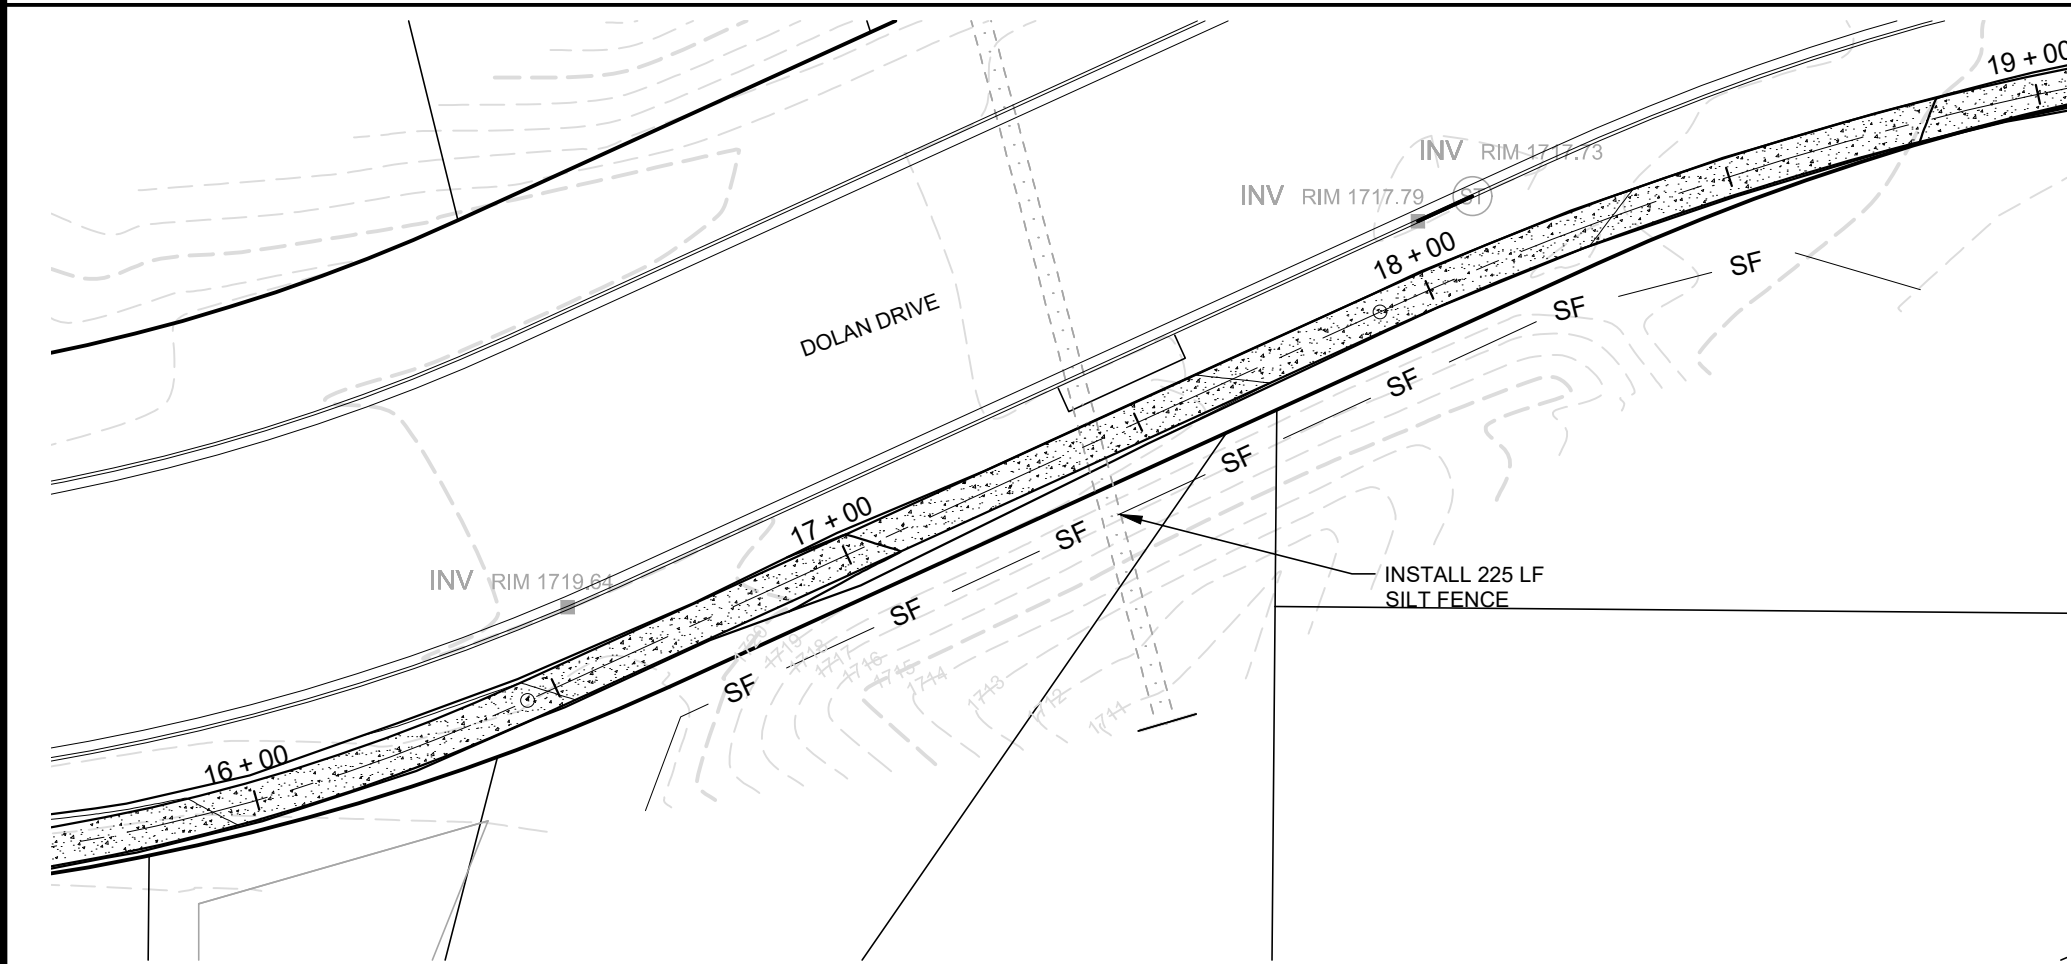 19 + 00
INV RIM 1717.73
INV RIM 1717.79 ST
18 + 00
SF
SF
DOLAN DRIVE
SF
SF
17 + 00
SF
INSTALL 225 LF
SILT FENCE
INV RIM 1719.64
SF
1720
1719
1718
1717
1716
1715
1714
1713
1712
1711
SF
16 + 00